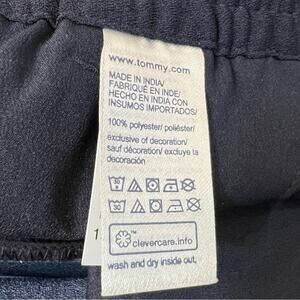 www.tommy.com
MADE IN INDIA/
FABRIQUÉ EN INDE/
HECHO EN INDIA CON
INSUMOS IMPORTADOS/
100% polyester/ poliéster/
exclusive of decoration/
sauf décoration/ excluye la
decoración
30
clevercare.info
wash and dry inside out.